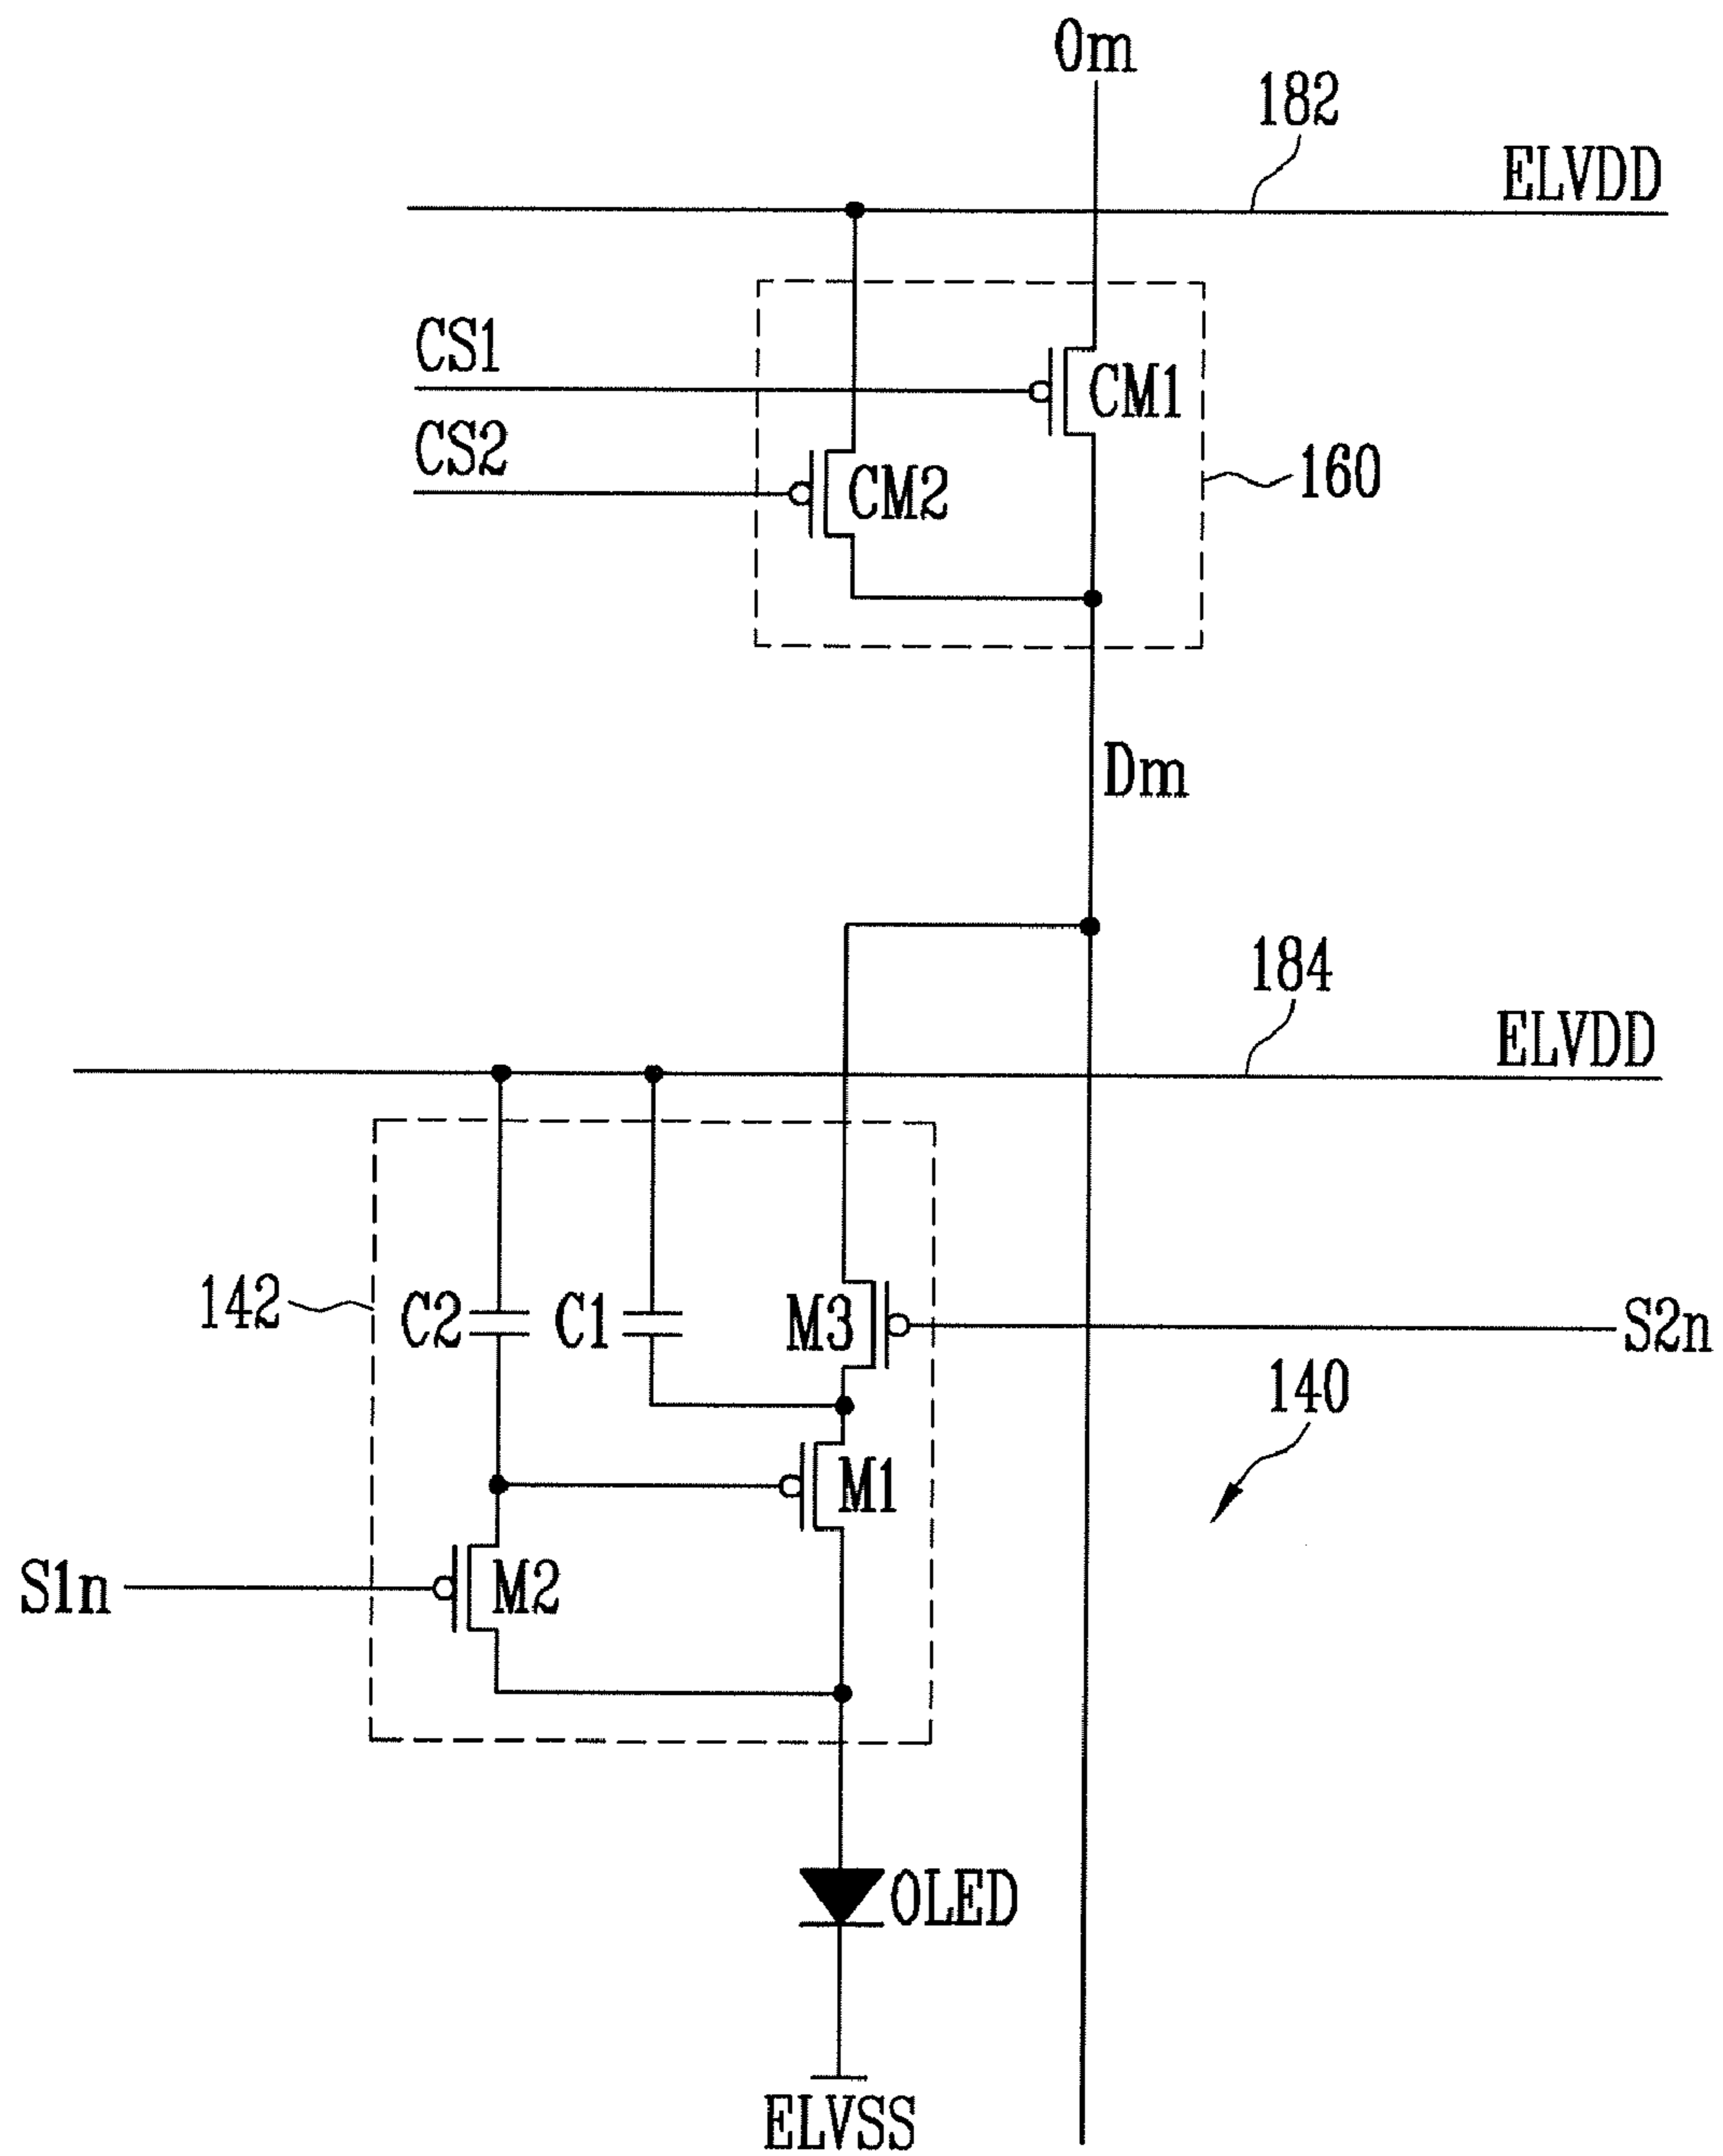 Om
182
ELVDD
CS1
CM1
CS2
CM2
160
Dm
184
ELVDD
142
C2
C1
M3
S2n
140
M1
S1n
M2
OLED
ELVSS